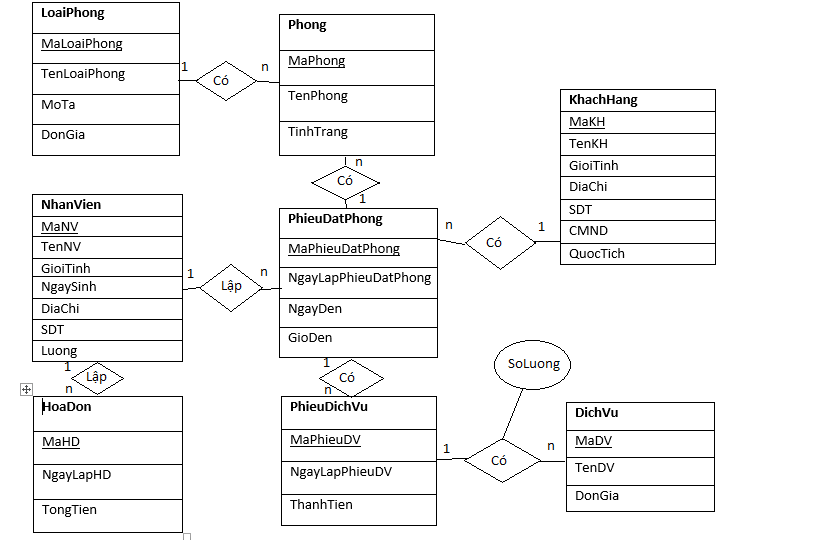 LoaiPhong
MaLoaiPhong
TenLoaiPhong
MoTa
DonGia
1
Có
n
Phong
MaPhong
TenPhong
TinhTrang
n
Có
1
KhachHang
MaKH
TenKH
GioiTinh
DiaChi
SDT
CMND
QuocTich
NhanVien
MaNV
TenNV
GioiTinh
NgaySinh
DiaChi
SDT
Luong
1
Lập
n
PhieuDatPhong
MaPhieuDatPhong
NgayLapPhieuDatPhong
NgayDen
GioDen
n
Có
1
1
Lập
n
HoaDon
MaHD
NgayLapHD
TongTien
1
Có
n
PhieuDichVu
MaPhieuDV
NgayLapPhieuDV
ThanhTien
1
Có
n
SoLuong
DichVu
MaDV
TenDV
DonGia